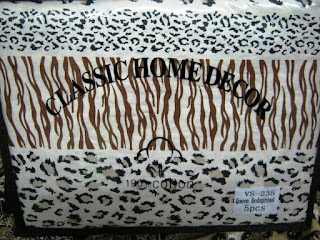 CLASSIC HOME DECOR
100% cotton
VS-235
Queen Bedspread
5pcs